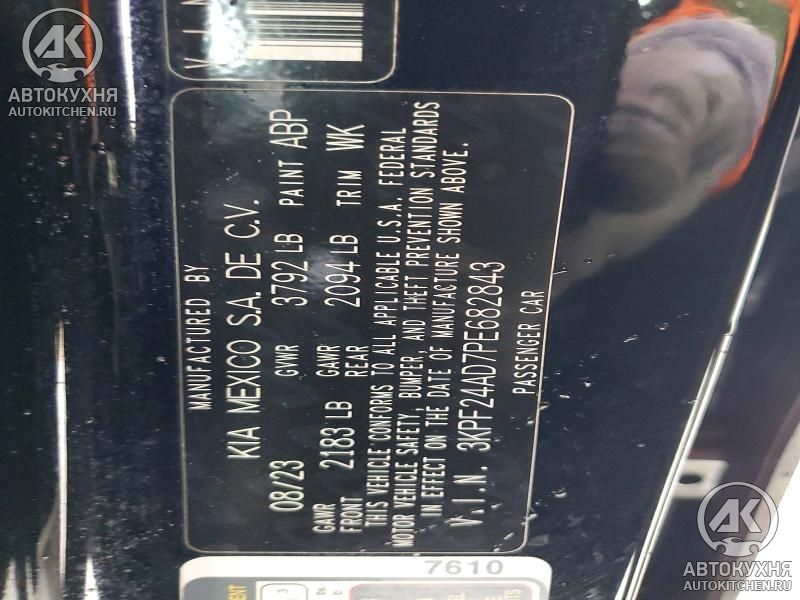 V.I.N
MANUFACTURED BY
KIA MEXICO S.A. DE C.V.
08/23 GVWR 3792 LB PAINT ABP
GAWR FRONT 2183 LB GAWR REAR 2094 LB TRIM WK
THIS VEHICLE CONFORMS TO ALL APPLICABLE U.S.A. FEDERAL
MOTOR VEHICLE SAFETY, BUMPER, AND THEFT PREVENTION STANDARDS
IN EFFECT ON THE DATE OF MANUFACTURE SHOWN ABOVE.
V.I.N. 3KPF24AD7PE682843
PASSENGER CAR
7610
АК
АВТОКУХНЯ
AUTOKITCHEN.RU
АК
АВТОКУХНЯ
AUTOKITCHEN.RU